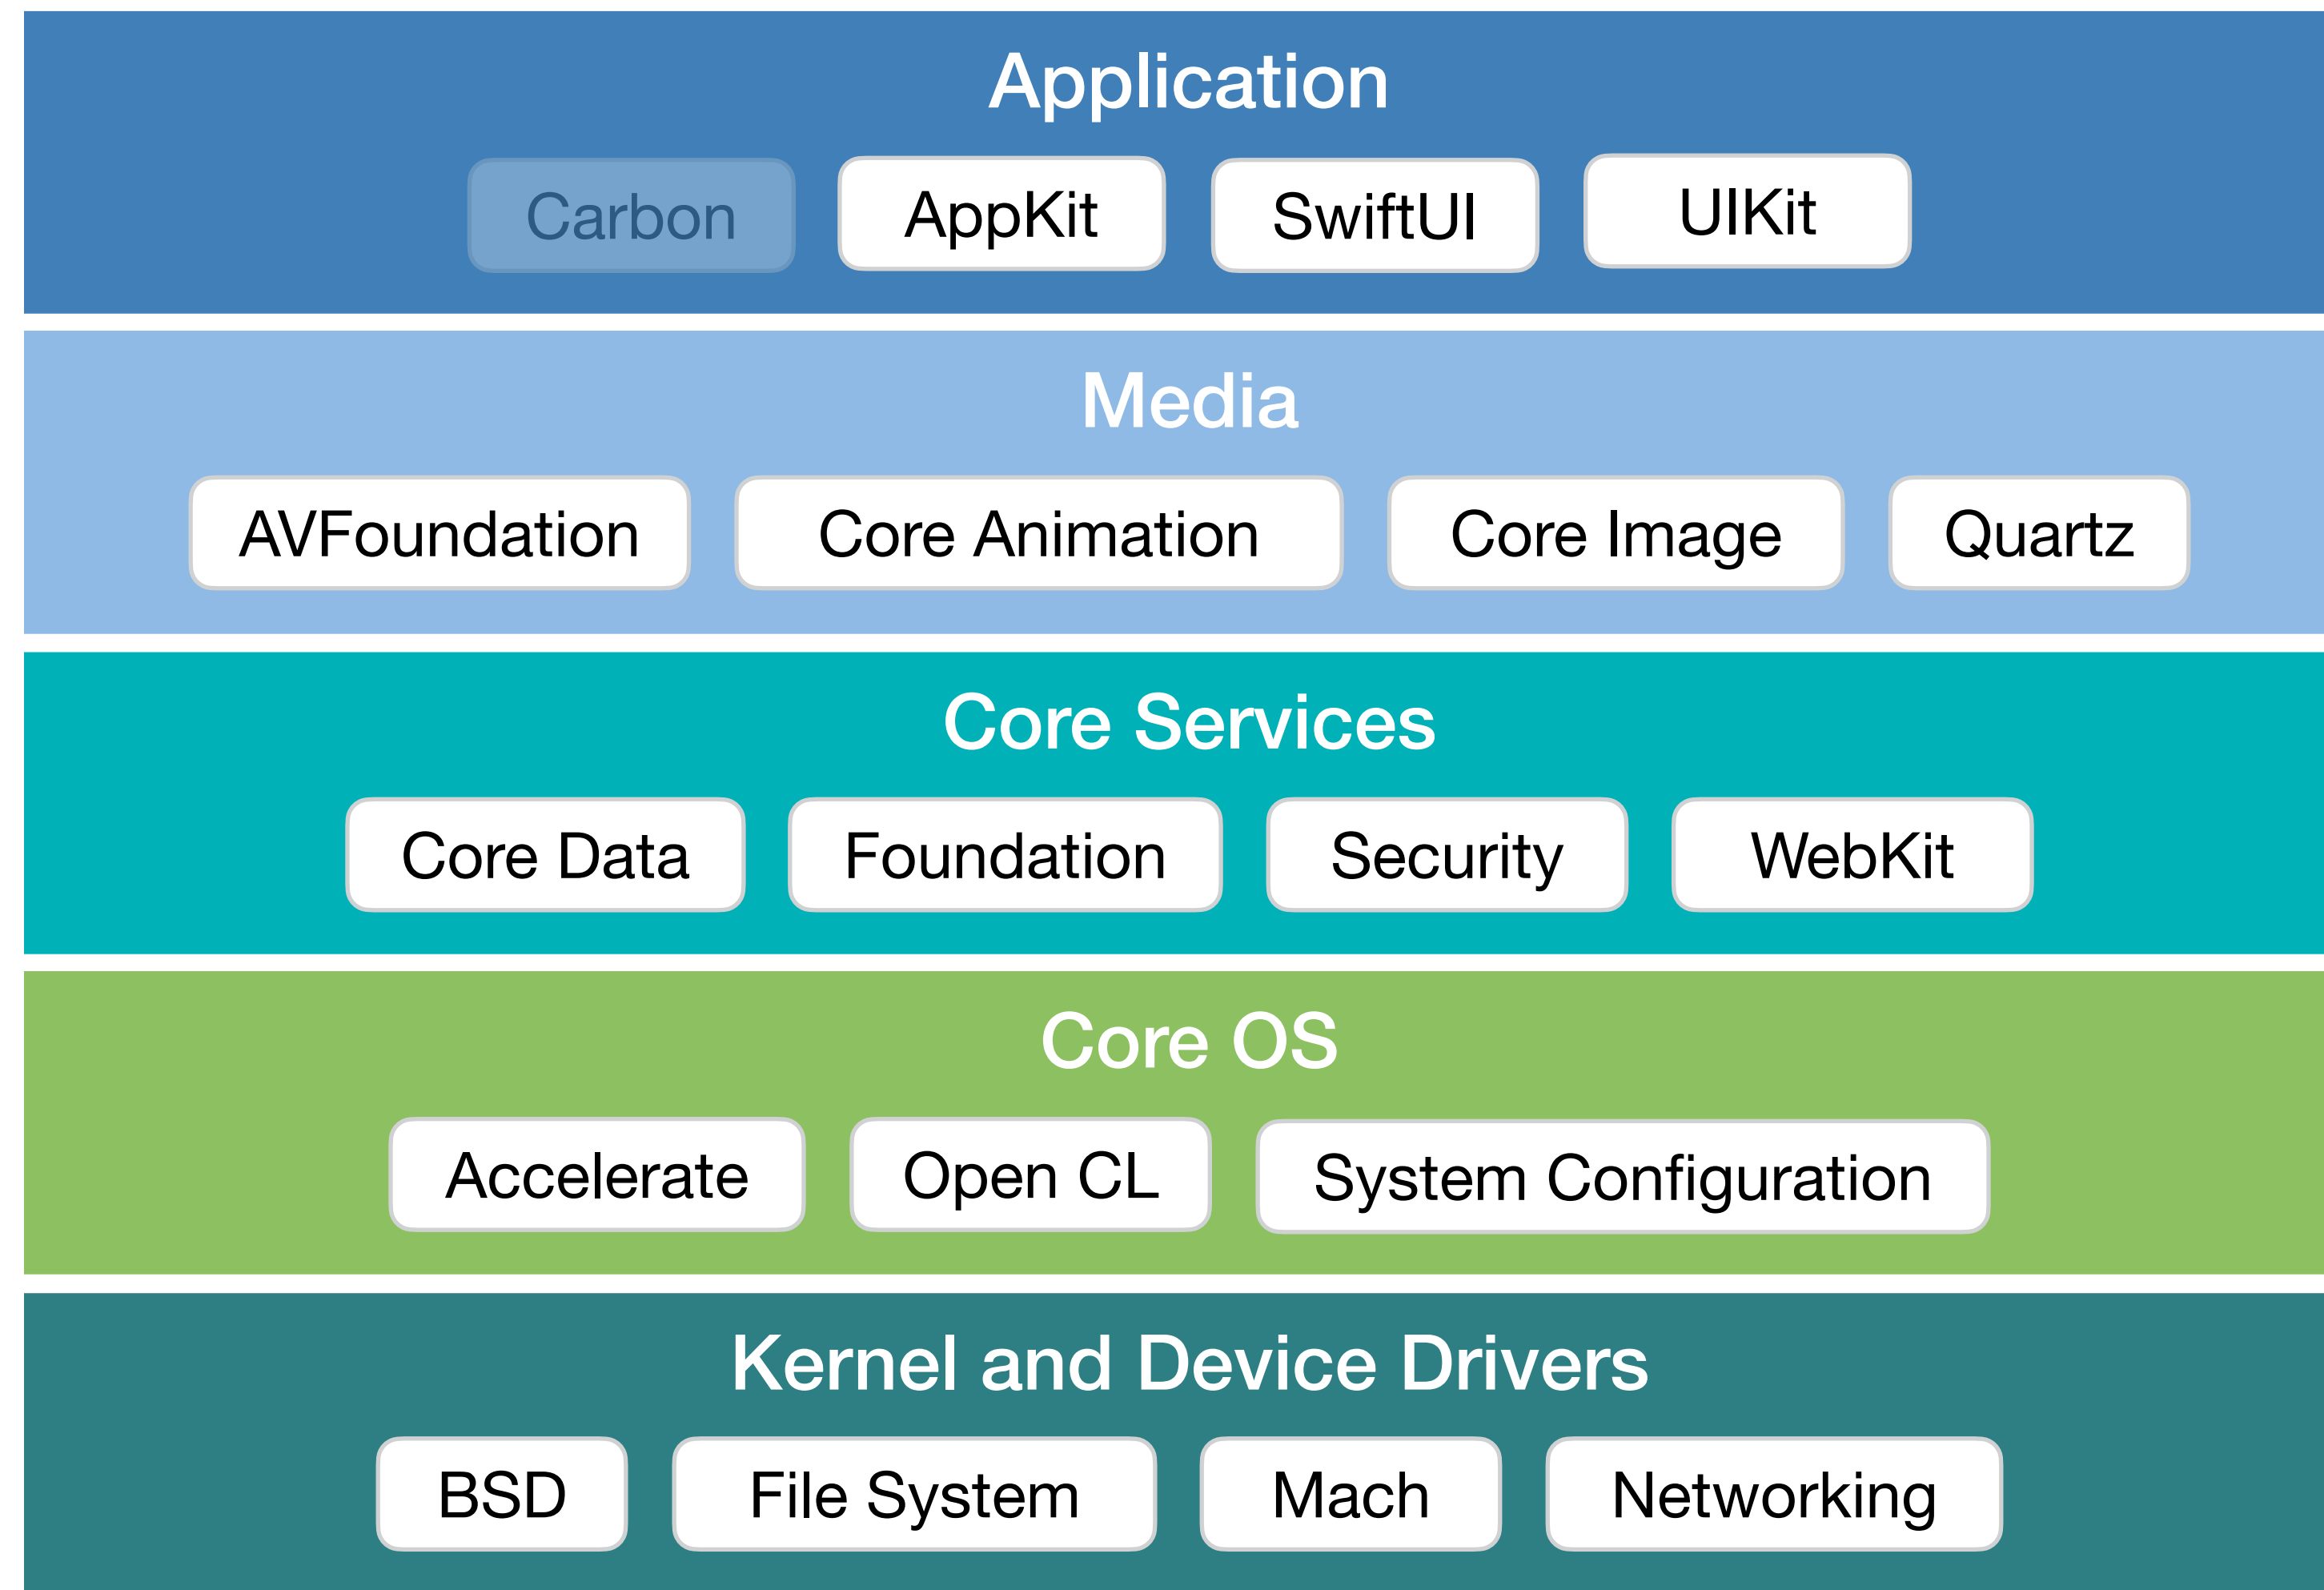 Application
Carbon AppKit SwiftUI UIKit
Media
AVFoundation Core Animation Core Image Quartz
Core Services
Core Data Foundation Security WebKit
Core OS
Accelerate Open CL System Configuration
Kernel and Device Drivers
BSD File System Mach Networking